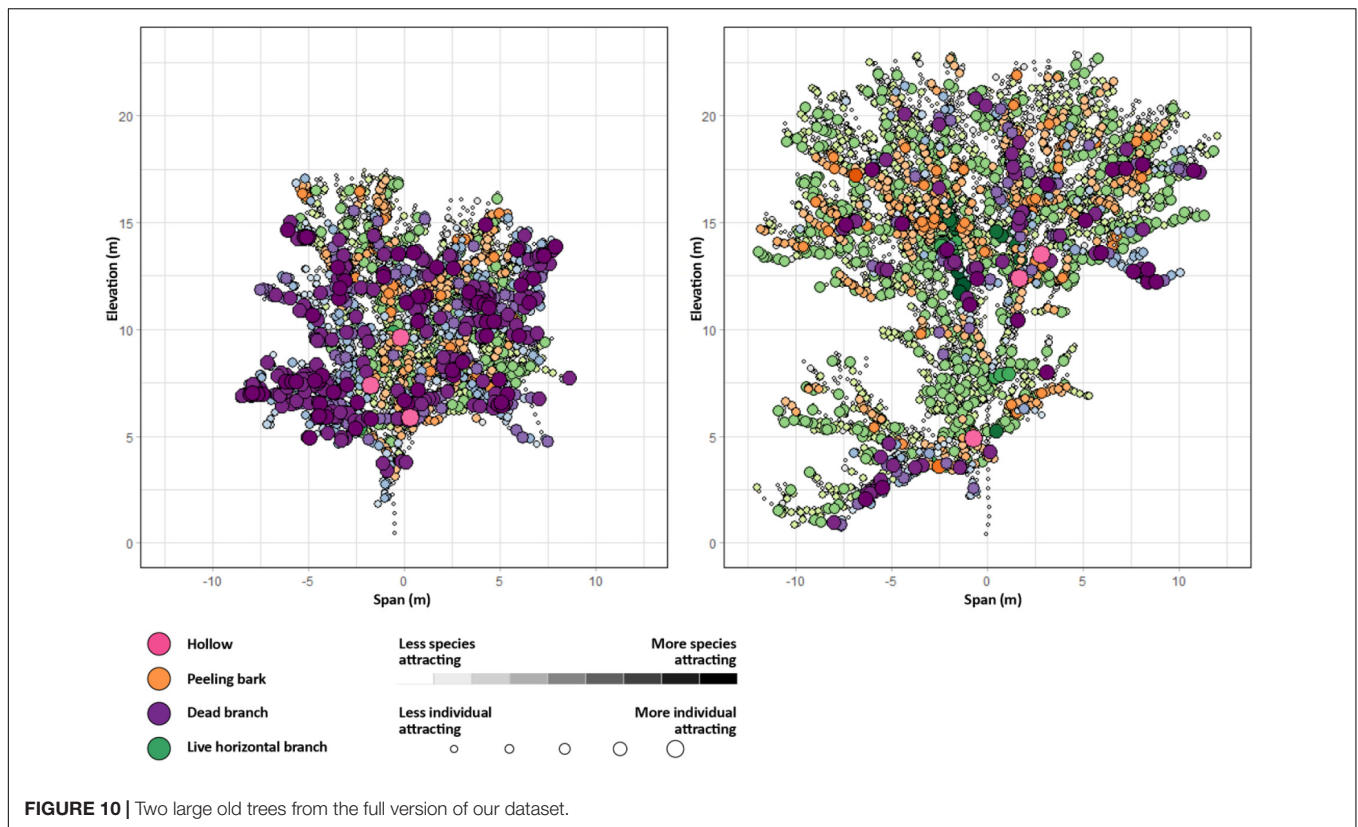 Elevation (m)
20
15
10
5
0
-10
-5
0
5
10
Span (m)
Elevation (m)
20
15
10
5
0
-10
-5
0
5
10
Span (m)
Hollow
Peeling bark
Dead branch
Live horizontal branch
Less species
attracting
More species
attracting
Less individual
attracting
More individual
attracting
FIGURE 10 | Two large old trees from the full version of our dataset.